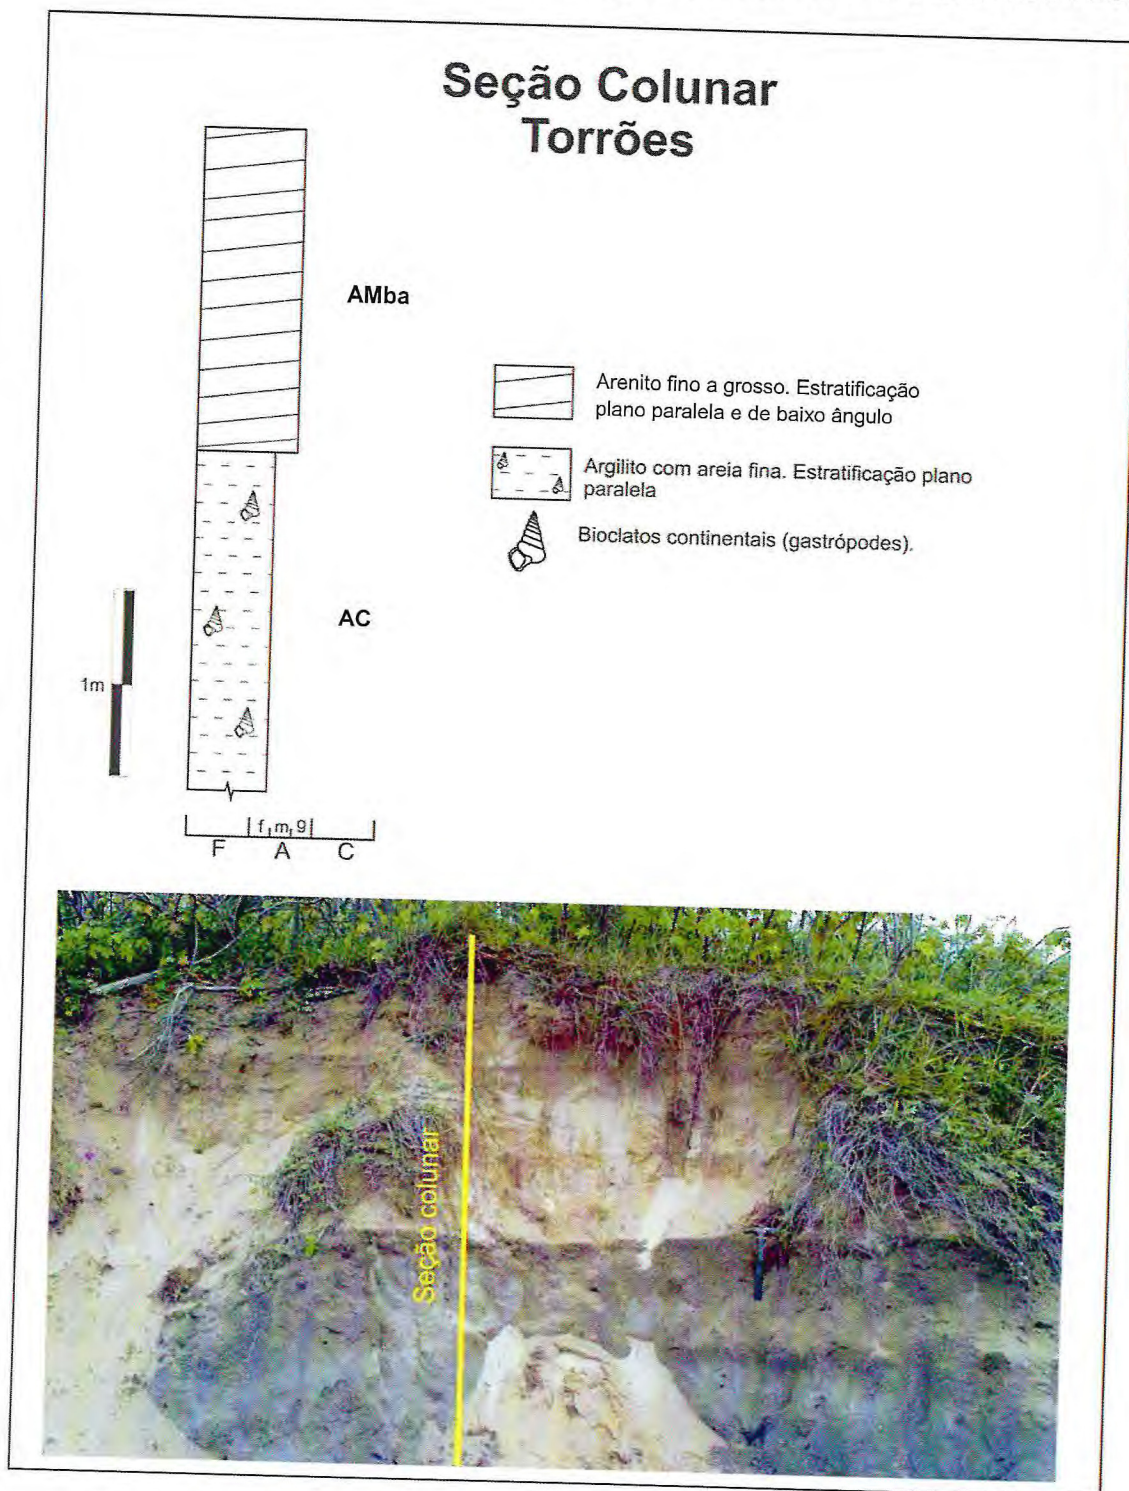 Seção Colunar
Torrões
AMba
Arenito fino a grosso. Estratificação
plano paralela e de baixo ângulo
Argilito com areia fina. Estratificação plano
paralela
Bioclatos continentais (gastrópodes).
AC
1m
f m g
F A C
Seção colunar